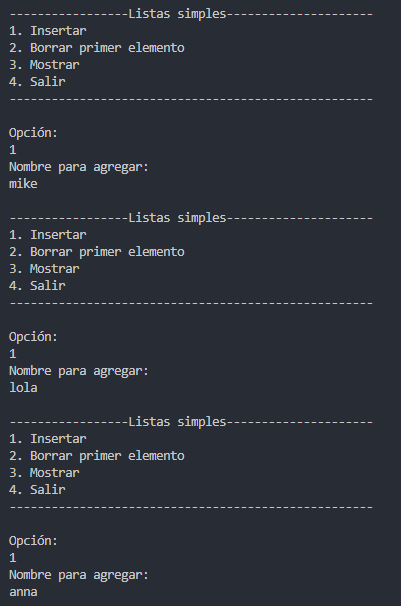 -----------------Listas simples---------------------
1. Insertar
2. Borrar primer elemento
3. Mostrar
4. Salir
----------------------------------------------------
Opción:
1
Nombre para agregar:
mike
-----------------Listas simples---------------------
1. Insertar
2. Borrar primer elemento
3. Mostrar
4. Salir
----------------------------------------------------
Opción:
1
Nombre para agregar:
lola
-----------------Listas simples---------------------
1. Insertar
2. Borrar primer elemento
3. Mostrar
4. Salir
----------------------------------------------------
Opción:
1
Nombre para agregar:
anna